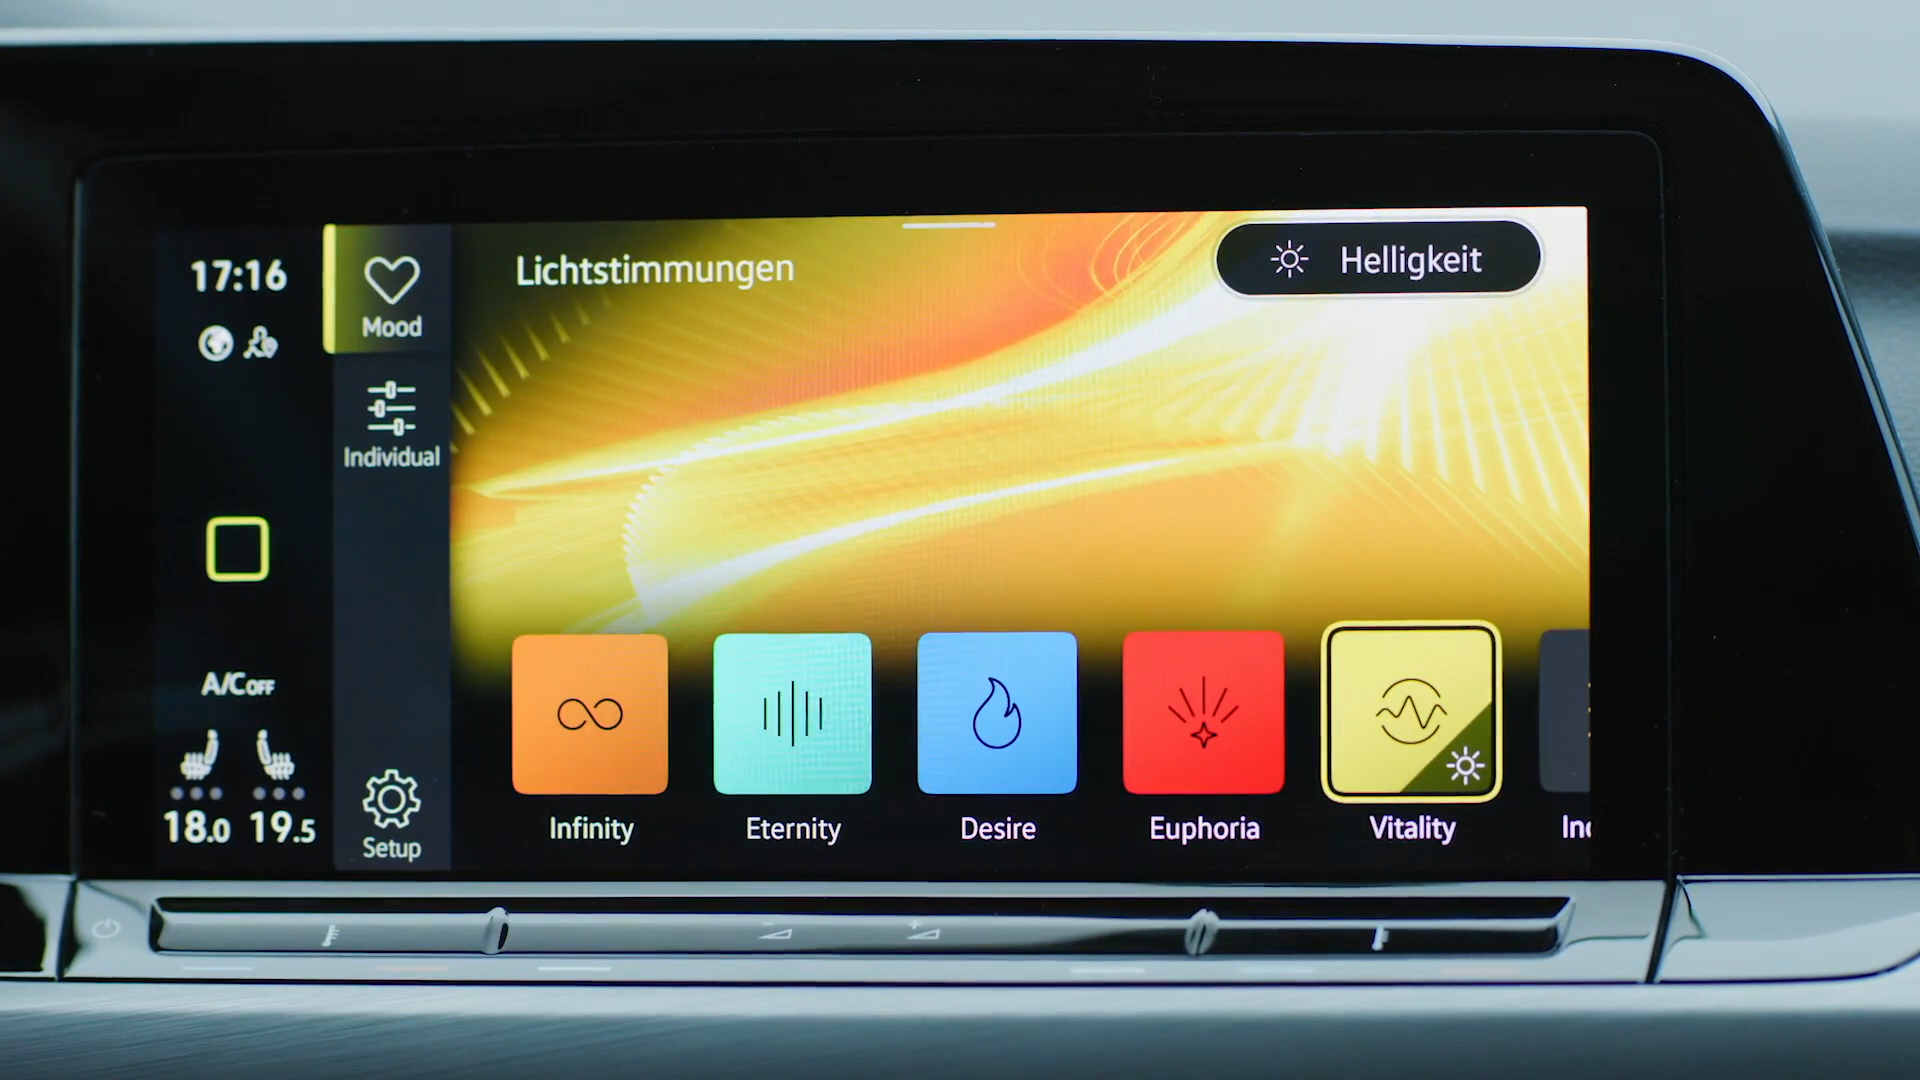 17:16
Mood
Lichtstimmungen
Helligkeit
Individual
A/C OFF
18.0 19.5
Setup
Infinity
Eternity
Desire
Euphoria
Vitality